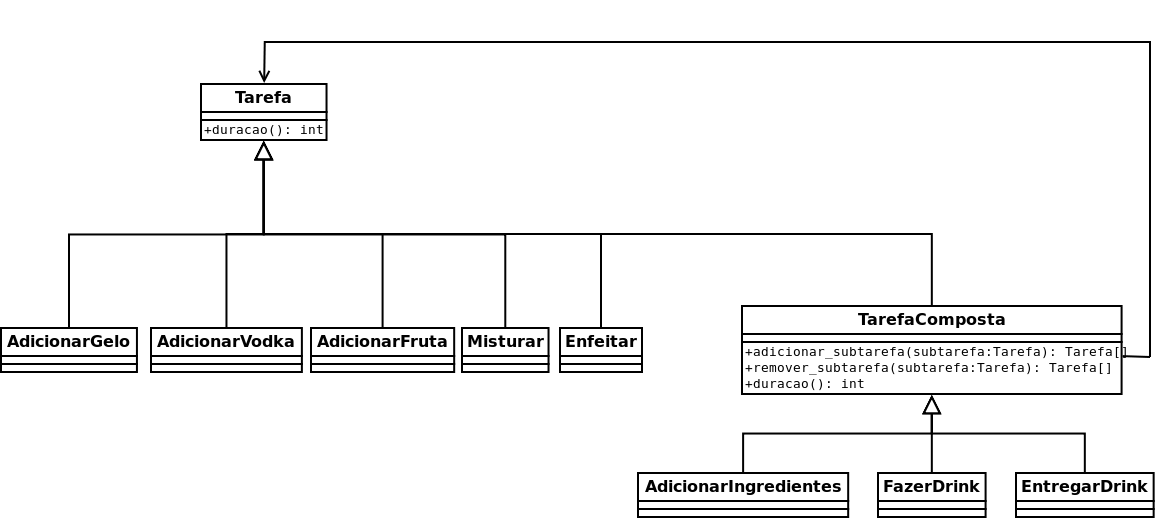 Tarefa
+duracao(): int
AdicionarGelo
AdicionarVodka
AdicionarFruta
Misturar
Enfeitar
TarefaComposta
+adicionar_subtarefa(subtarefa:Tarefa): Tarefa[]
+remover_subtarefa(subtarefa:Tarefa): Tarefa[]
+duracao(): int
AdicionarIngredientes
FazerDrink
EntregarDrink